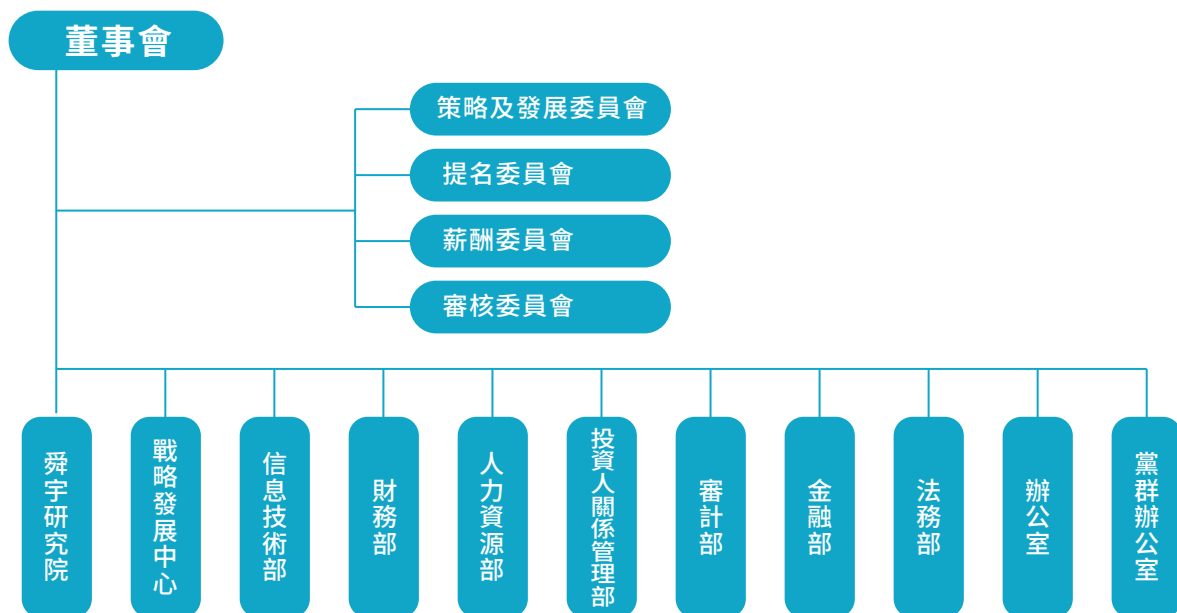 董事會
策略及發展委員會
提名委員會
薪酬委員會
審核委員會
舜宇研究院
戰略發展中心
信息技術部
財務部
人力資源部
投資人關係管理部
審計部
金融部
法務部
辦公室
黨群辦公室